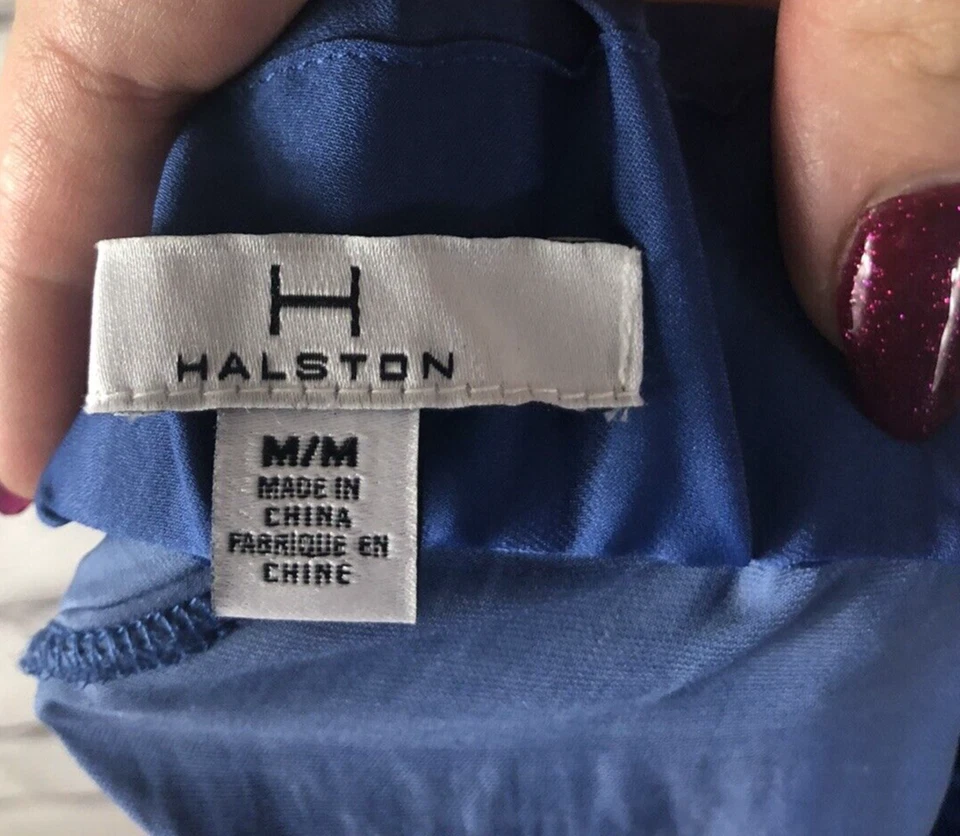 H
HALSTON
M/M
MADE IN
CHINA
FABRIQUE EN
CHINE